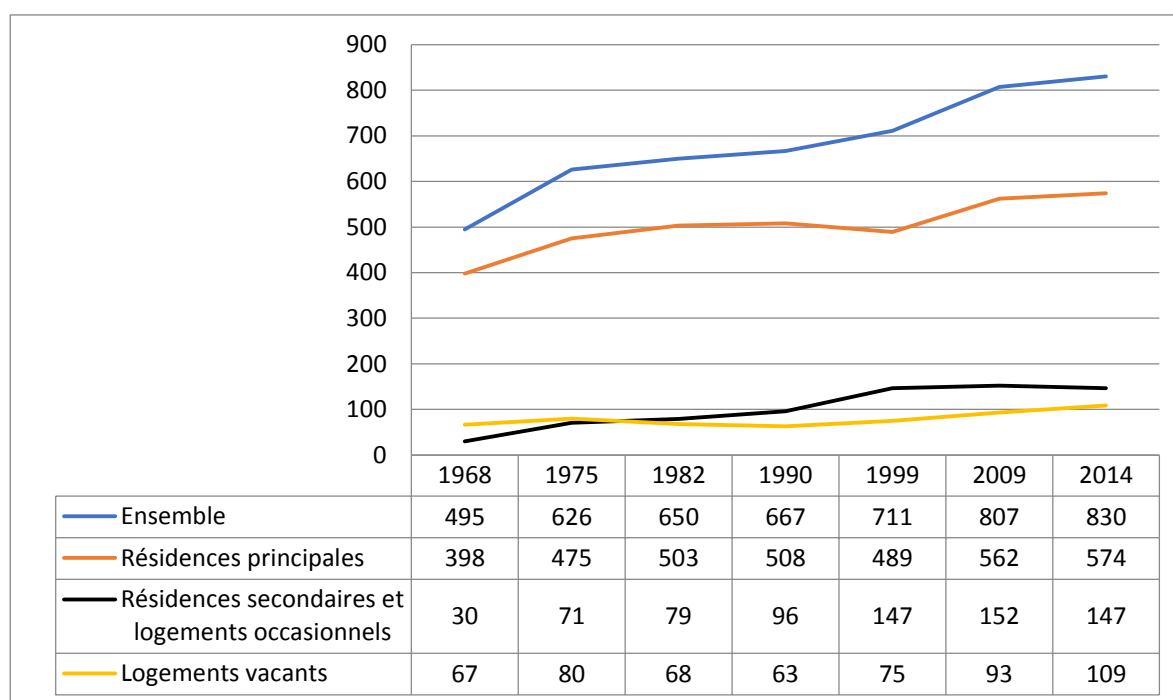 900
800
700
600
500
400
300
200
100
0
1968 1975 1982 1990 1999 2009 2014
Ensemble 495 626 650 667 711 807 830
Résidences principales 398 475 503 508 489 562 574
Résidences secondaires et
logements occasionnels 30 71 79 96 147 152 147
Logements vacants 67 80 68 63 75 93 109